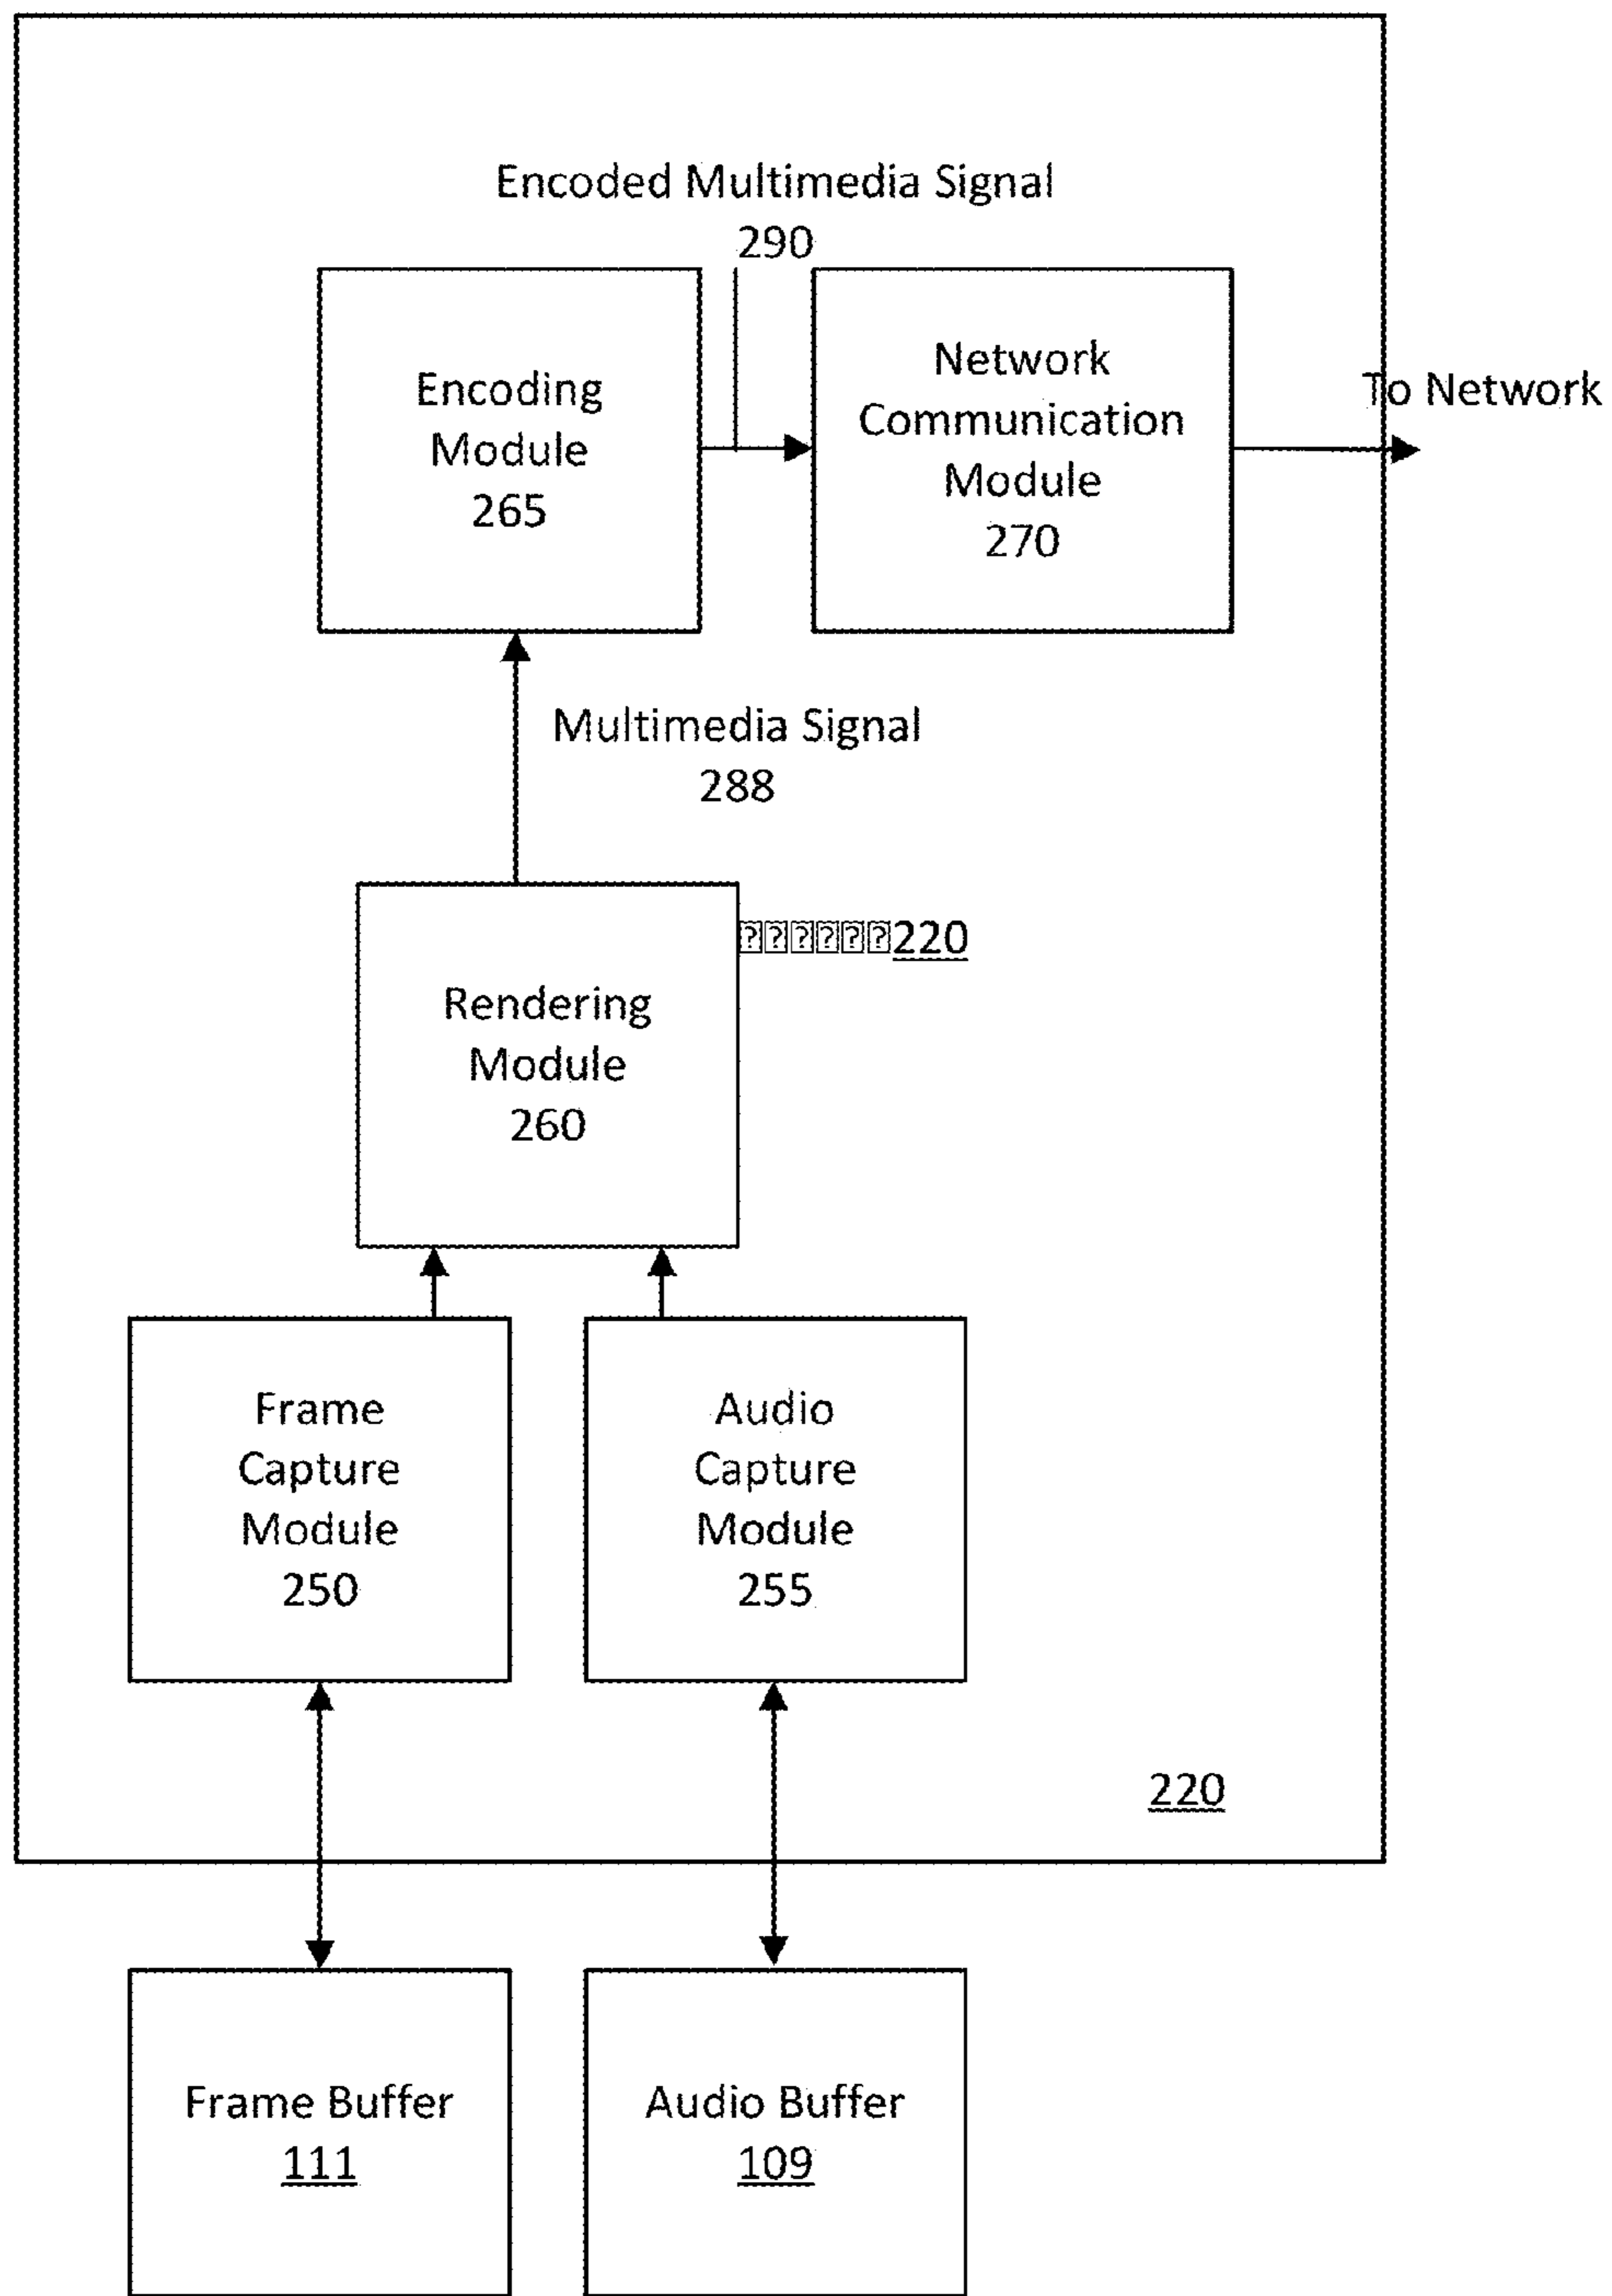 Encoded Multimedia Signal
290
Encoding
Module
265
Network
Communication
Module
270
To Network
Multimedia Signal
288
220
Rendering
Module
260
Frame
Capture
Module
250
Audio
Capture
Module
255
220
Frame Buffer
111
Audio Buffer
109